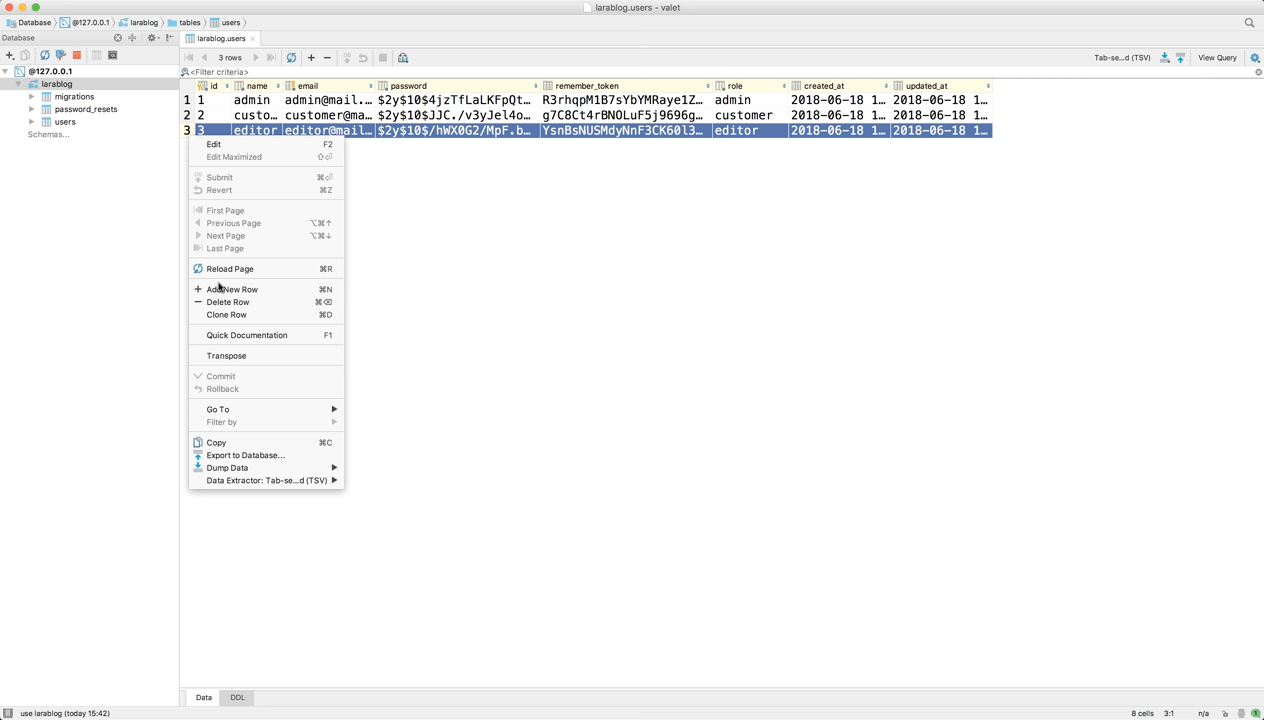 larablog.users - valet
Database @127.0.0.1 larablog tables users
Database
larablog.users
3 rows
Tab-se...d (TSV) View Query
<Filter criteria>
@127.0.0.1
larablog
migrations
password_resets
users
Schemas...
id name email password remember_token role created_at updated_at
1 1 admin admin@mail.... $2y$10$4jzTfLaLKFpQt... R3rhqpM1B7sYbYMRaye1Z... admin 2018-06-18 1... 2018-06-18 1...
2 2 custo... customer@ma... $2y$10$JJC./v3yJel4o... g7C8Ct4rBNOLuF5j9696g... customer 2018-06-18 1... 2018-06-18 1...
3 3 editor editor@mail... $2y$10$/hWX0G2/MpF.b... YsnBsNUSMdyNnF3CK60l3... editor 2018-06-18 1... 2018-06-18 1...
Edit F2
Edit Maximized ⇧⏎
Submit ⌘⏎
Revert ⌘Z
First Page
Previous Page ⌥⌘↑
Next Page ⌥⌘↓
Last Page
Reload Page ⌘R
Add New Row ⌘N
Delete Row ⌘⌫
Clone Row ⌘D
Quick Documentation F1
Transpose
Commit
Rollback
Go To
Filter by
Copy ⌘C
Export to Database...
Dump Data
Data Extractor: Tab-se...d (TSV)
Data DDL
use larablog (today 15:42)
8 cells 3:1 n/a 1